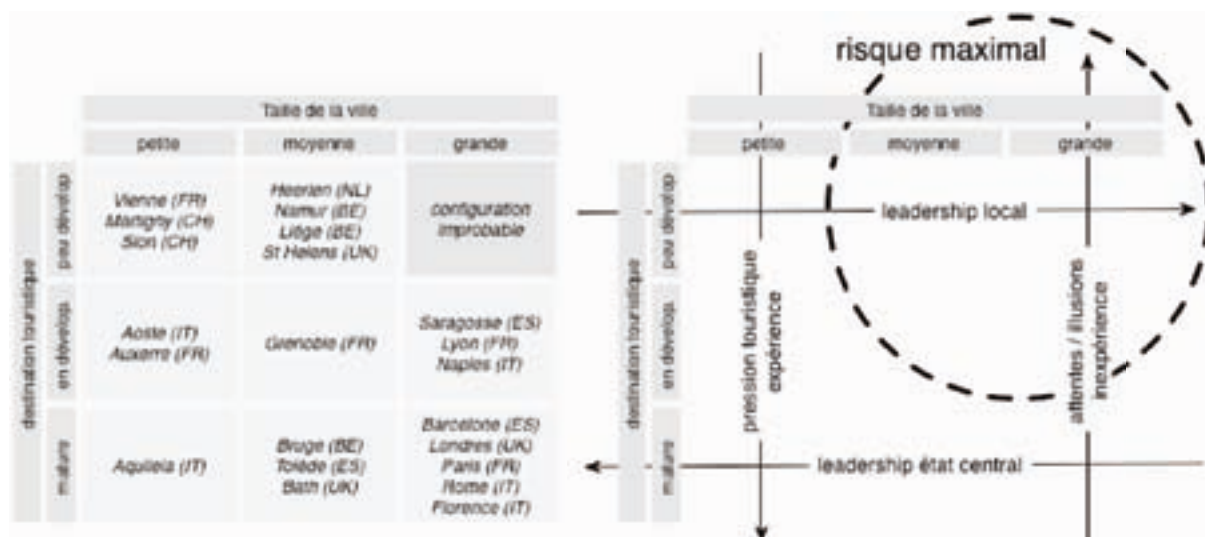 risque maximal
Taille de la ville
petite
moyenne
grande
destination touristique
peu dévelop.
Vienne (FR)
Martigny (CH)
Sion (CH)
Heerlen (NL)
Namur (BE)
Liège (BE)
St Helens (UK)
configuration
improbable
en dévelop.
Aoste (IT)
Auxerre (FR)
Grenoble (FR)
Saragosse (ES)
Lyon (FR)
Naples (IT)
mature
Aquileia (IT)
Bruge (BE)
Tolède (ES)
Bath (UK)
Barcelone (ES)
Londres (UK)
Paris (FR)
Rome (IT)
Florence (IT)
Taille de la ville
petite
moyenne
grande
destination touristique
peu dévelop.
en dévelop.
mature
leadership local
pression touristique
expérience
attentes / illusions
inexpérience
leadership état central